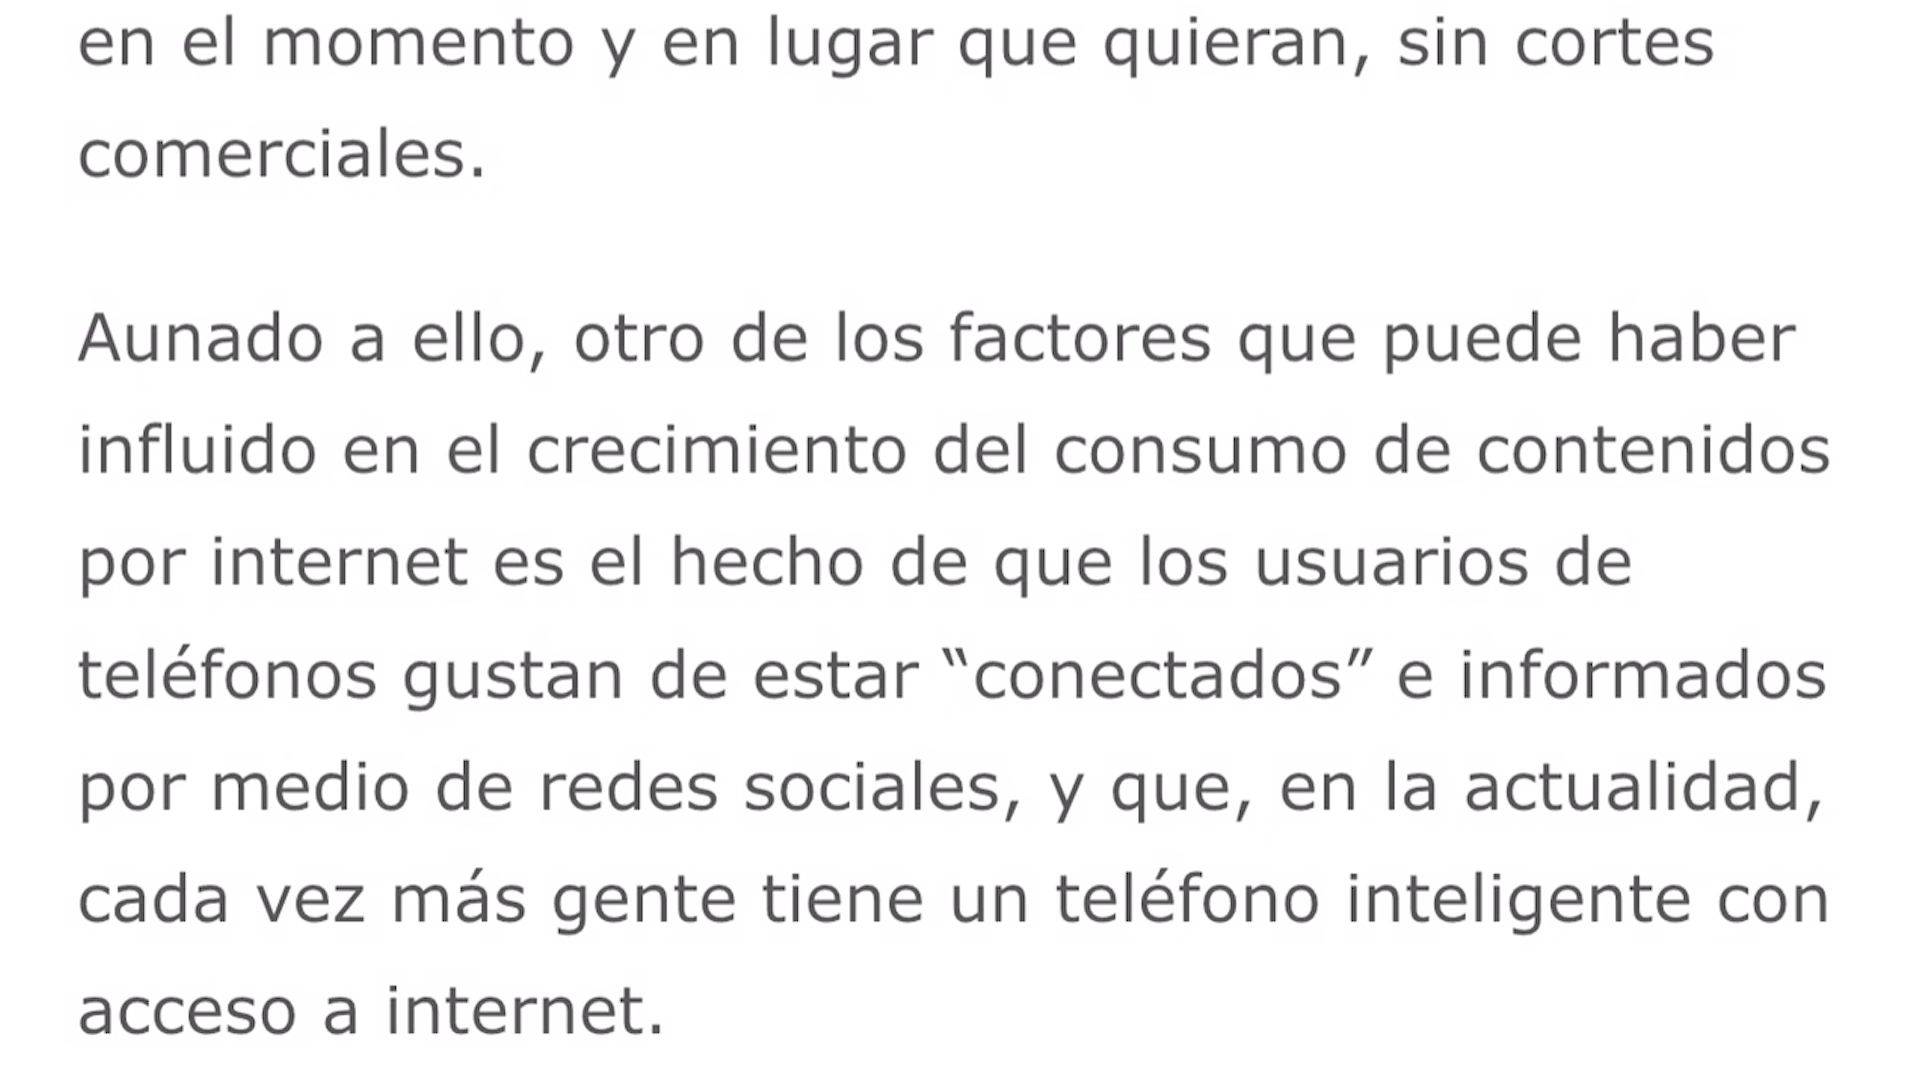 en el momento y en lugar que quieran, sin cortes
comerciales.
Aunado a ello, otro de los factores que puede haber
influido en el crecimiento del consumo de contenidos
por internet es el hecho de que los usuarios de
teléfonos gustan de estar “conectados” e informados
por medio de redes sociales, y que, en la actualidad,
cada vez más gente tiene un teléfono inteligente con
acceso a internet.